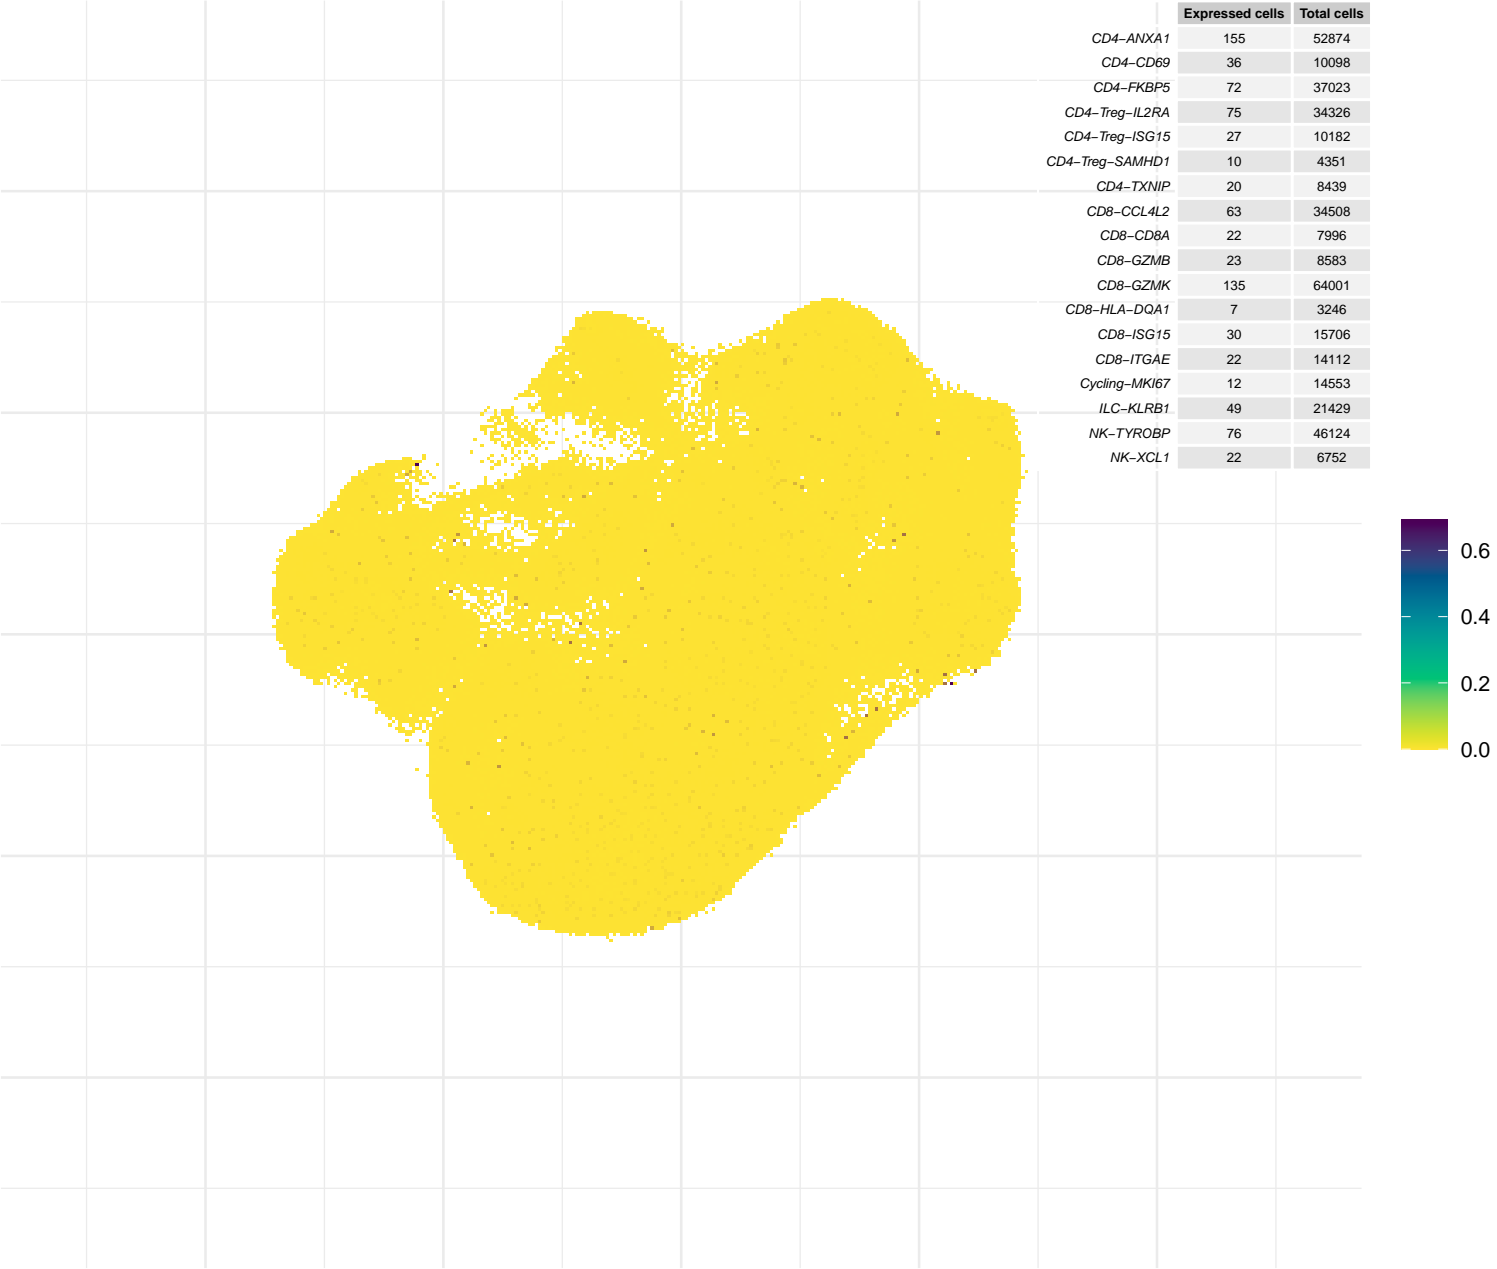 Expressed cells Total cells
CD4−ANXA1 155 52874
CD4−CD69 36 10098
CD4−FKBP5 72 37023
CD4−Treg−IL2RA 75 34326
CD4−Treg−ISG15 27 10182
CD4−Treg−SAMHD1 10 4351
CD4−TXNIP 20 8439
CD8−CCL4L2 63 34508
CD8−CD8A 22 7996
CD8−GZMB 23 8583
CD8−GZMK 135 64001
CD8−HLA−DQA1 7 3246
CD8−ISG15 30 15706
CD8−ITGAE 22 14112
Cycling−MKI67 12 14553
ILC−KLRB1 49 21429
NK−TYROBP 76 46124
NK−XCL1 22 6752
0.6
0.4
0.2
0.0